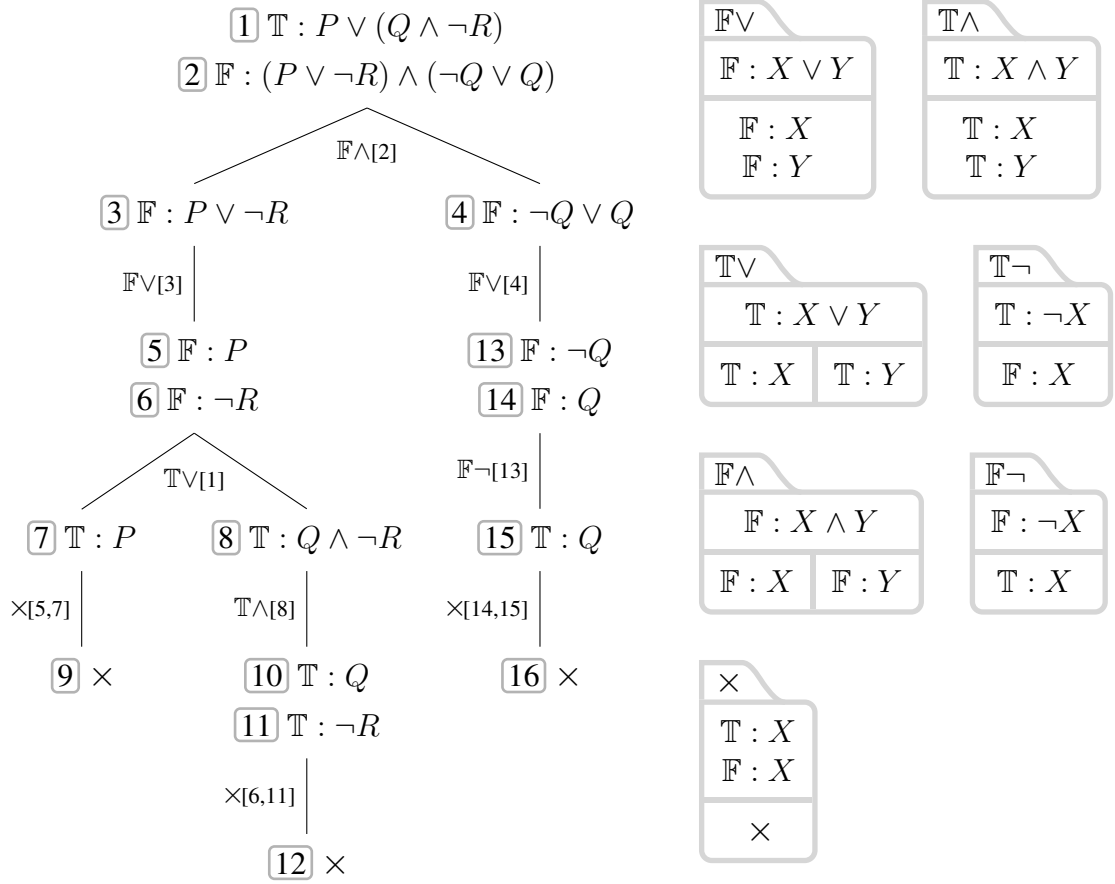 1 𝕋 : P ∨ (Q ∧ ¬R)
2 𝔽 : (P ∨ ¬R) ∧ (¬Q ∨ Q)
𝔽∧[2]
3 𝔽 : P ∨ ¬R
4 𝔽 : ¬Q ∨ Q
𝔽∨[3]
𝔽∨[4]
5 𝔽 : P
6 𝔽 : ¬R
13 𝔽 : ¬Q
14 𝔽 : Q
𝕋∨[1]
𝔽¬[13]
7 𝕋 : P
8 𝕋 : Q ∧ ¬R
15 𝕋 : Q
×[5,7]
𝕋∧[8]
×[14,15]
9 ×
10 𝕋 : Q
11 𝕋 : ¬R
16 ×
×[6,11]
12 ×
𝔽∨
𝔽 : X ∨ Y
𝔽 : X
𝔽 : Y
𝕋∧
𝕋 : X ∧ Y
𝕋 : X
𝕋 : Y
𝕋∨
𝕋 : X ∨ Y
𝕋 : X
𝕋 : Y
𝕋¬
𝕋 : ¬X
𝔽 : X
𝔽∧
𝔽 : X ∧ Y
𝔽 : X
𝔽 : Y
𝔽¬
𝔽 : ¬X
𝕋 : X
×
𝕋 : X
𝔽 : X
×